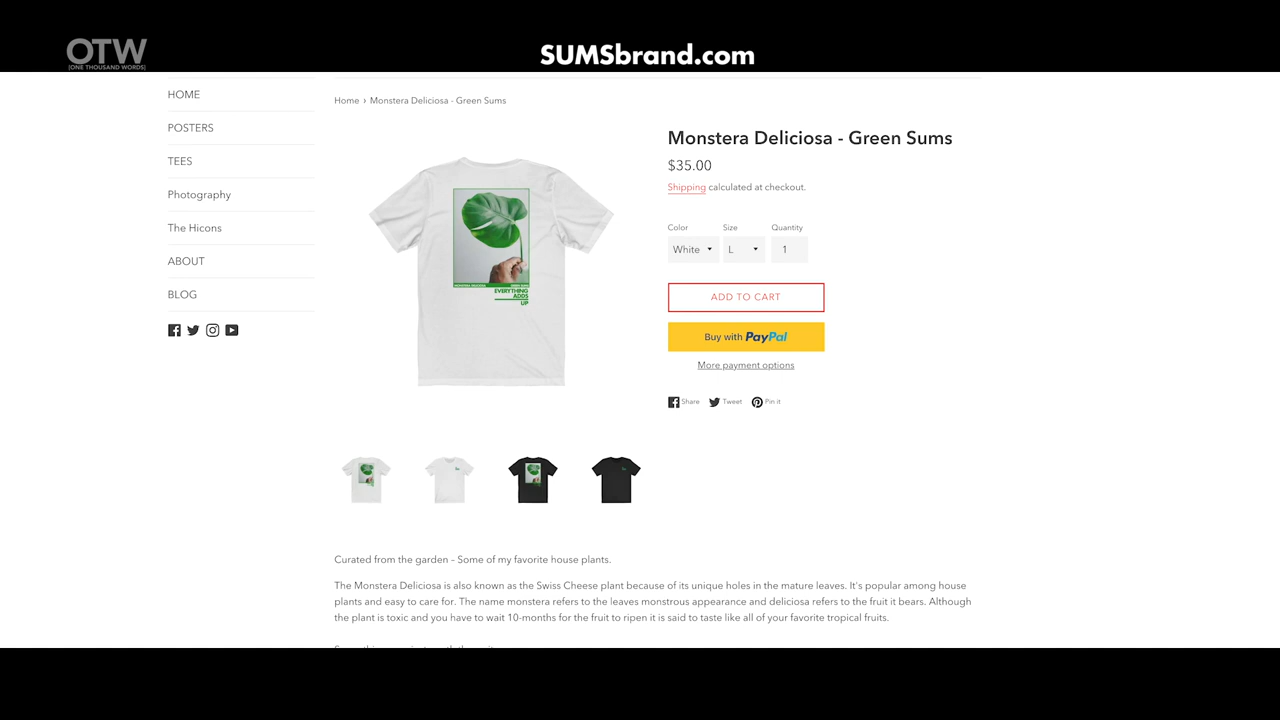 OTW
[ONE THOUSAND WORDS]
SUMSbrand.com
HOME
POSTERS
TEES
Photography
The Hicons
ABOUT
BLOG
Home › Monstera Deliciosa - Green Sums
MONSTERA DELICIOSA GREEN SUMS
EVERYTHING
ADDS
UP
Monstera Deliciosa - Green Sums
$35.00
Shipping calculated at checkout.
Color Size Quantity
White L 1
ADD TO CART
Buy with PayPal
More payment options
Share Tweet Pin it
Curated from the garden - Some of my favorite house plants.
The Monstera Deliciosa is also known as the Swiss Cheese plant because of its unique holes in the mature leaves. It's popular among house
plants and easy to care for. The name monstera refers to the leaves monstrous appearance and deliciosa refers to the fruit it bears. Although
the plant is toxic and you have to wait 10-months for the fruit to ripen it is said to taste like all of your favorite tropical fruits.